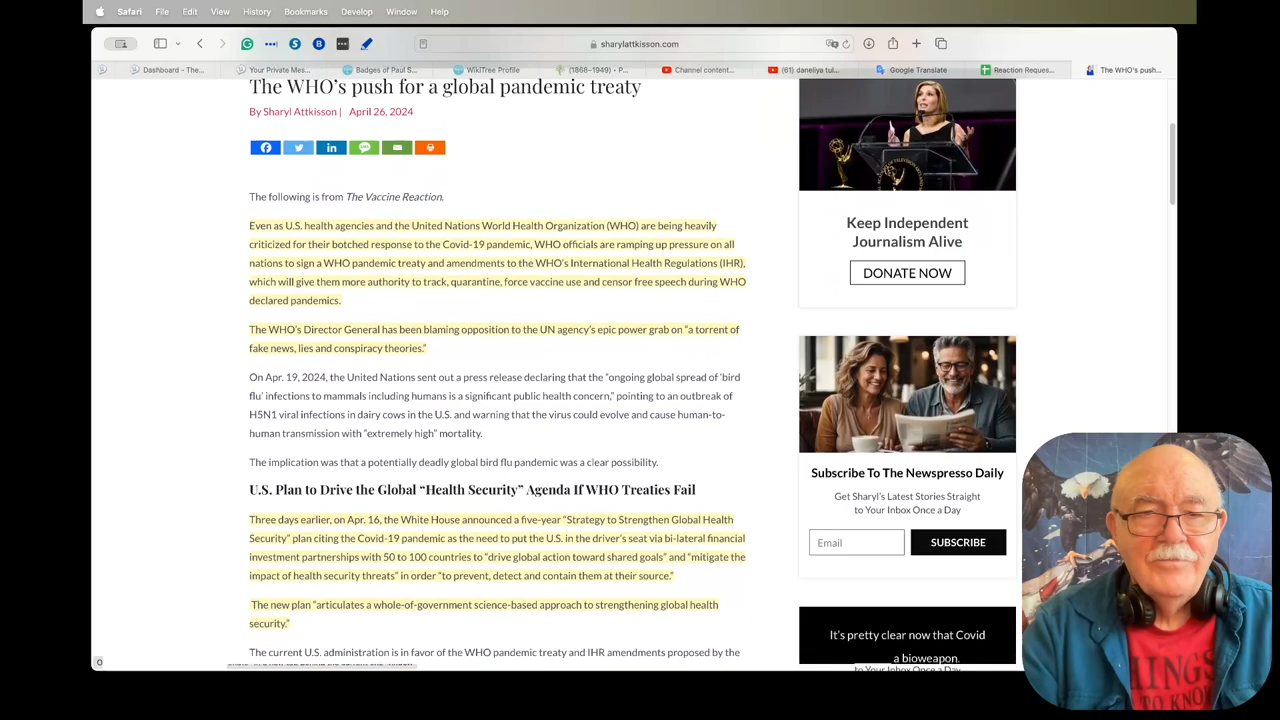 Safari File Edit View History Bookmarks Develop Window Help
sharylattkisson.com
Dashboard - The...
Your Private Mes...
Badges of Paul S...
WikiTree Profile
(1866–1949) • P...
Channel content...
(61) daneliya tul...
Google Translate
Reaction Reques...
The WHO's push...
The WHO's push for a global pandemic treaty
By Sharyl Attkisson | April 26, 2024
The following is from The Vaccine Reaction.
Even as U.S. health agencies and the United Nations World Health Organization (WHO) are being heavily
criticized for their botched response to the Covid-19 pandemic, WHO officials are ramping up pressure on all
nations to sign a WHO pandemic treaty and amendments to the WHO's International Health Regulations (IHR),
which will give them more authority to track, quarantine, force vaccine use and censor free speech during WHO
declared pandemics.
The WHO's Director General has been blaming opposition to the UN agency's epic power grab on "a torrent of
fake news, lies and conspiracy theories."
On Apr. 19, 2024, the United Nations sent out a press release declaring that the "ongoing global spread of 'bird
flu' infections to mammals including humans is a significant public health concern," pointing to an outbreak of
H5N1 viral infections in dairy cows in the U.S. and warning that the virus could evolve and cause human-to-
human transmission with "extremely high" mortality.
The implication was that a potentially deadly global bird flu pandemic was a clear possibility.
U.S. Plan to Drive the Global "Health Security" Agenda If WHO Treaties Fail
Three days earlier, on Apr. 16, the White House announced a five-year "Strategy to Strengthen Global Health
Security" plan citing the Covid-19 pandemic as the need to put the U.S. in the driver's seat via bi-lateral financial
investment partnerships with 50 to 100 countries to "drive global action toward shared goals" and "mitigate the
impact of health security threats" in order "to prevent, detect and contain them at their source."
The new plan "articulates a whole-of-government science-based approach to strengthening global health
security."
The current U.S. administration is in favor of the WHO pandemic treaty and IHR amendments proposed by the
Keep Independent
Journalism Alive
DONATE NOW
Subscribe To The Newspresso Daily
Get Sharyl's Latest Stories Straight
to Your Inbox Once a Day
Email
SUBSCRIBE
It's pretty clear now that Covid
a bioweapon.
to Your Inbox Once a Day
THINGS
TO KNOW